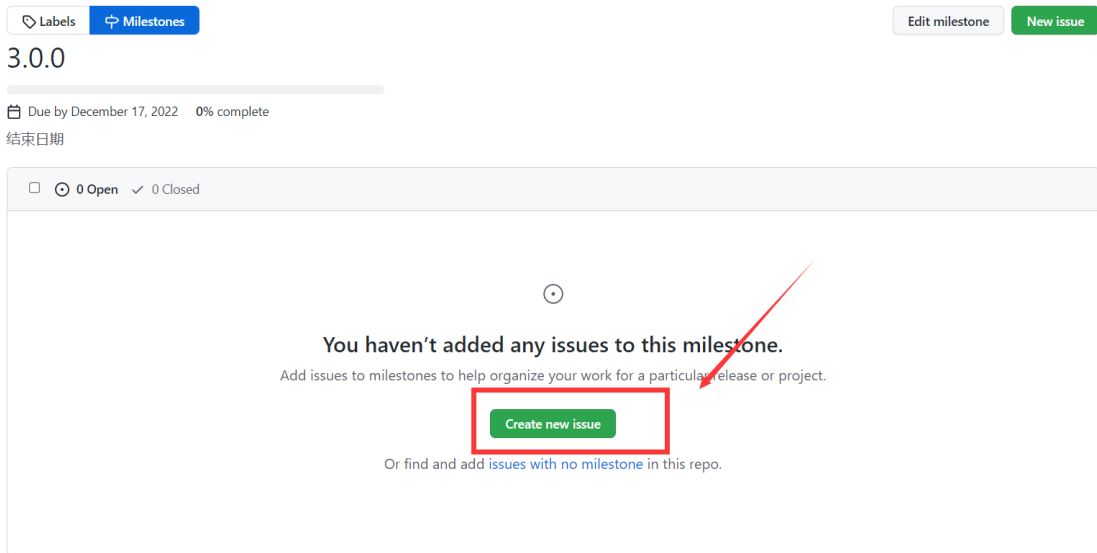 Labels Milestones Edit milestone New issue
3.0.0
Due by December 17, 2022 0% complete
结束日期
0 Open 0 Closed
You haven’t added any issues to this milestone.
Add issues to milestones to help organize your work for a particular release or project.
Create new issue
Or find and add issues with no milestone in this repo.